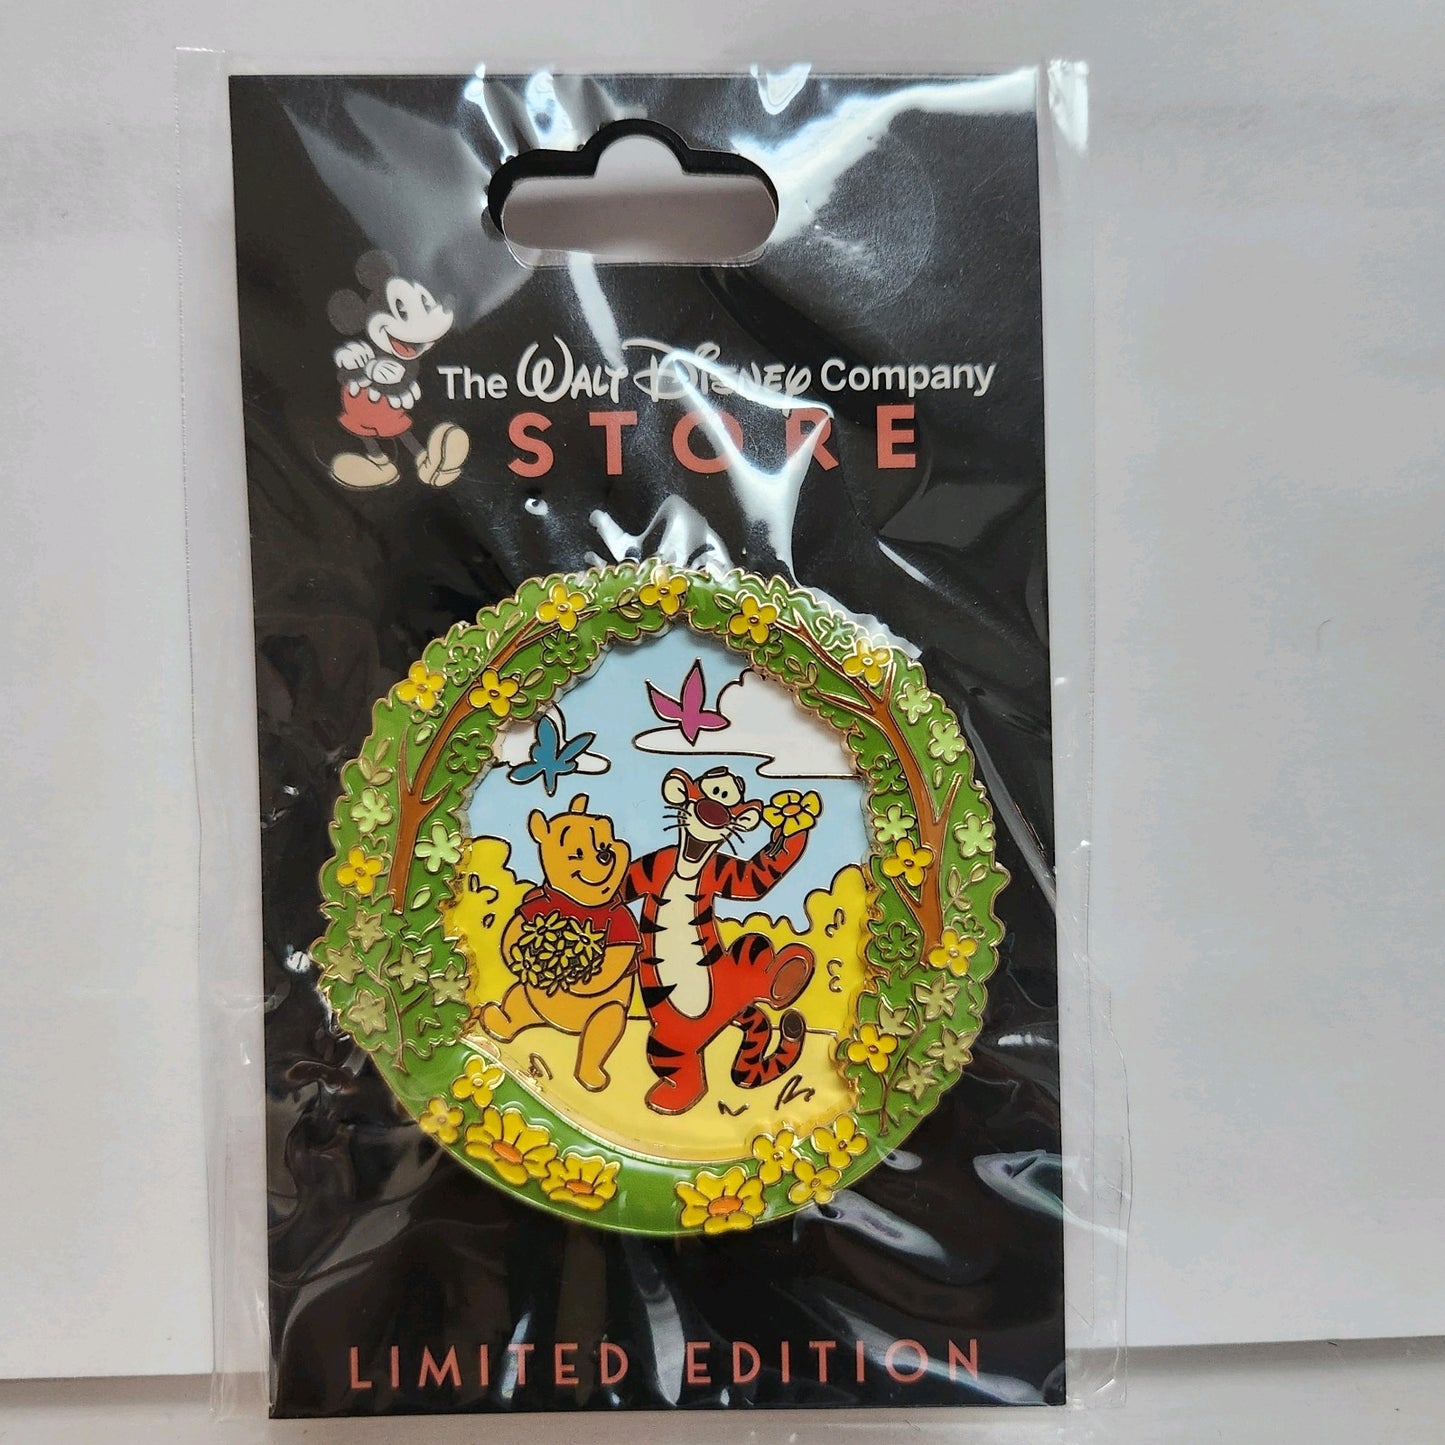 The WALT DISNEY Company
STORE
LIMITED EDITION